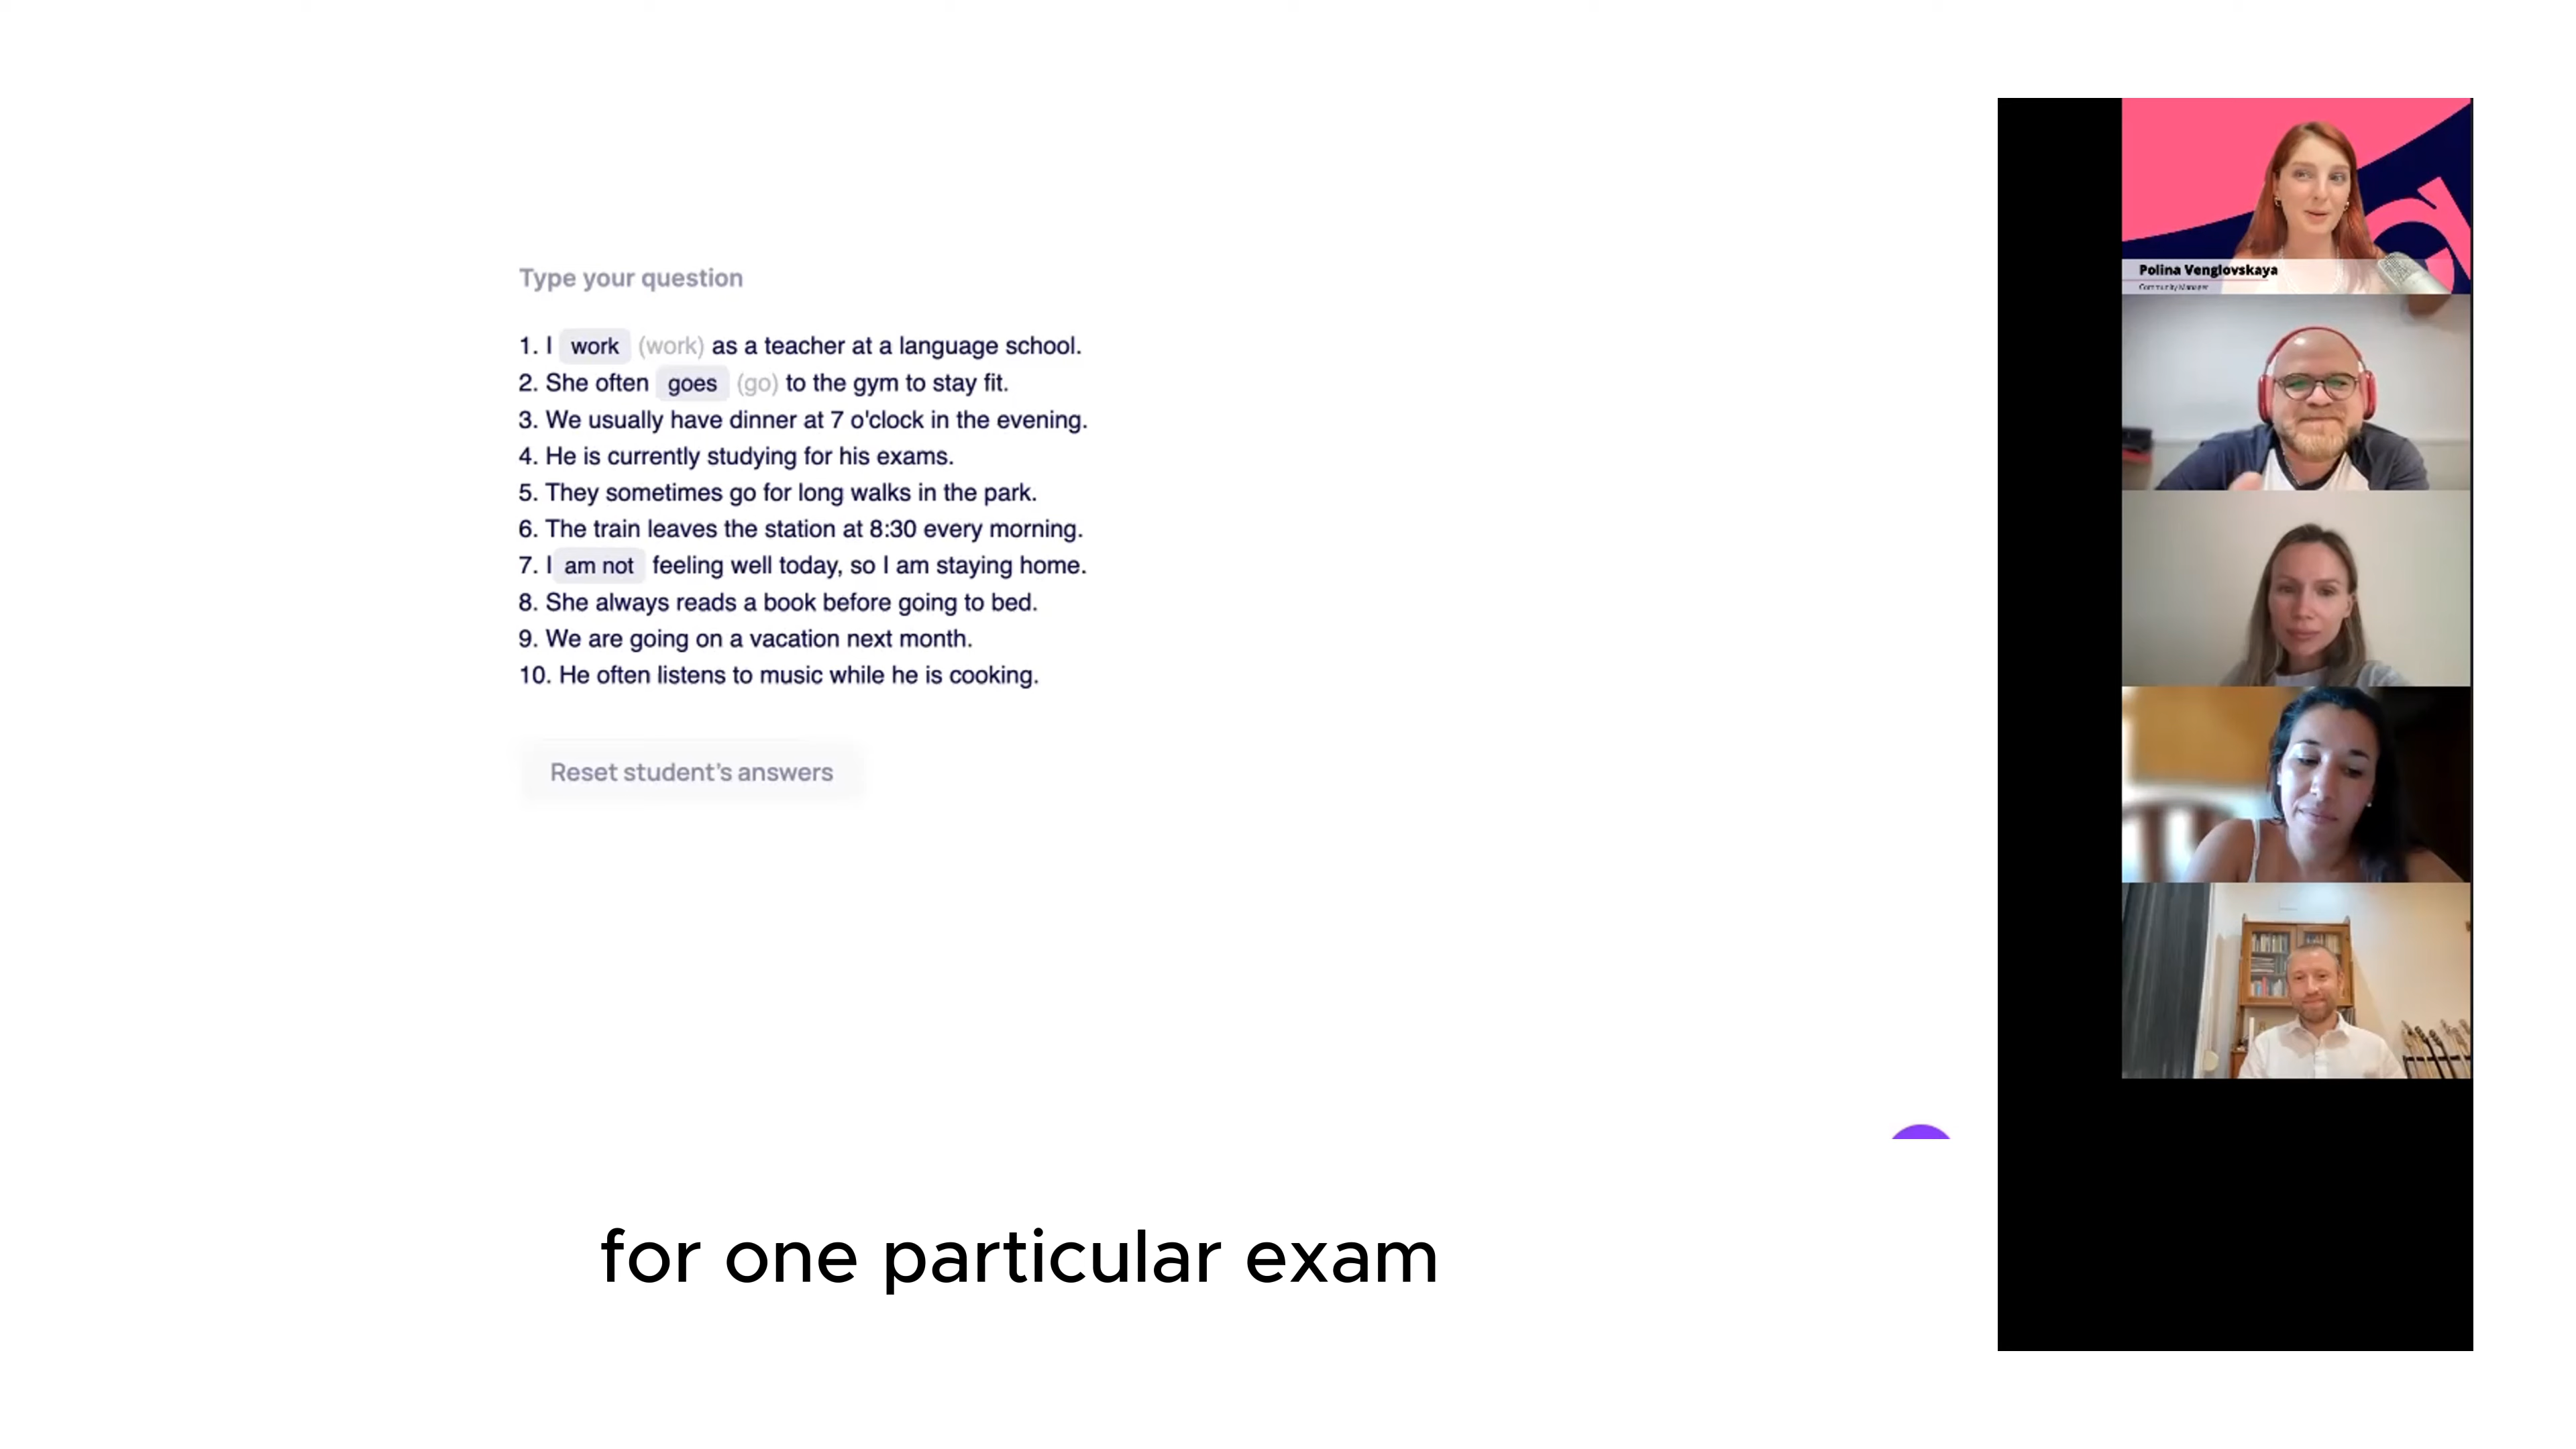 Type your question
1. I work (work) as a teacher at a language school.
2. She often goes (go) to the gym to stay fit.
3. We usually have dinner at 7 o'clock in the evening.
4. He is currently studying for his exams.
5. They sometimes go for long walks in the park.
6. The train leaves the station at 8:30 every morning.
7. I am not feeling well today, so I am staying home.
8. She always reads a book before going to bed.
9. We are going on a vacation next month.
10. He often listens to music while he is cooking.
Reset student's answers
Polina Venglovskaya
Community Manager
for one particular exam